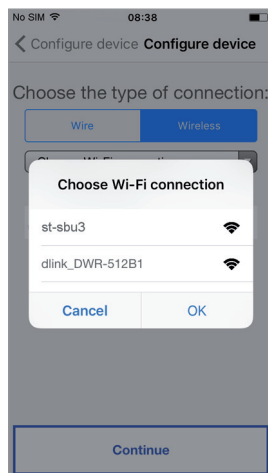 No SIM 08:38
Configure device Configure device
Choose the type of connection:
Wire Wireless
Choose Wi-Fi connection
st-sbu3
dlink_DWR-512B1
Cancel OK
Continue